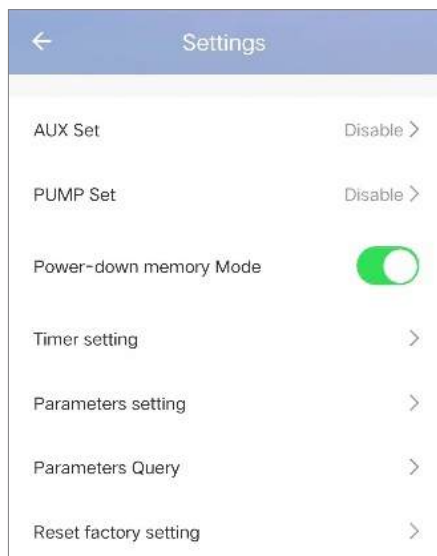 Settings
AUX Set Disable
PUMP Set Disable
Power-down memory Mode
Timer setting
Parameters setting
Parameters Query
Reset factory setting